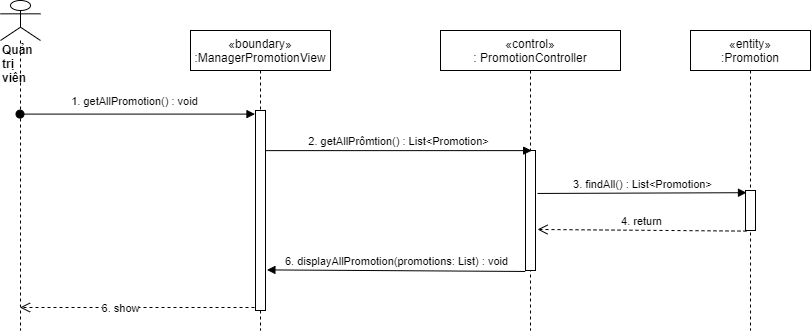 Quản
trị
viên
«boundary»
:ManagerPromotionView
«control»
: PromotionController
«entity»
:Promotion
1. getAllPromotion() : void
2. getAllPrômtion() : List<Promotion>
3. findAll() : List<Promotion>
4. return
6. displayAllPromotion(promotions: List) : void
6. show